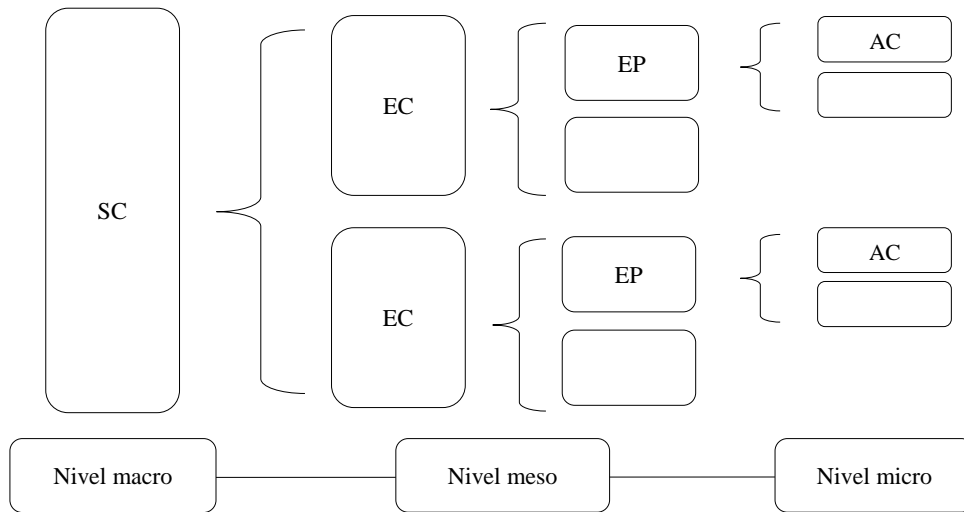 SC
EC
EP
AC
EC
EP
AC
Nivel macro
Nivel meso
Nivel micro